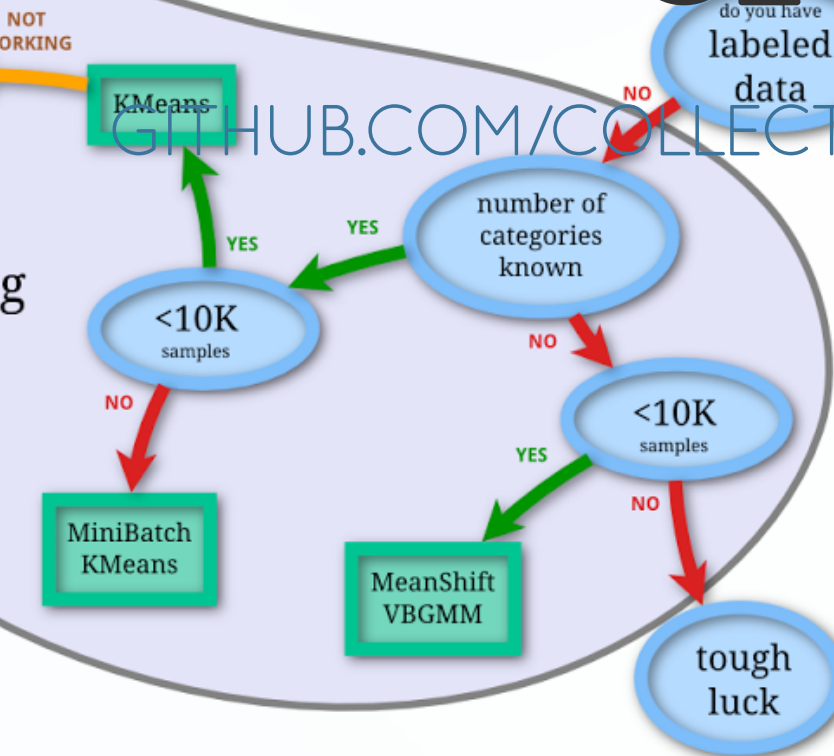 NOT
ORKING
do you have
labeled
data
KMeans
NO
GITHUB.COM/COLLECT
number of
categories
known
YES
YES
g
<10K
samples
NO
NO
<10K
samples
YES
NO
MiniBatch
KMeans
MeanShift
VBGMM
tough
luck